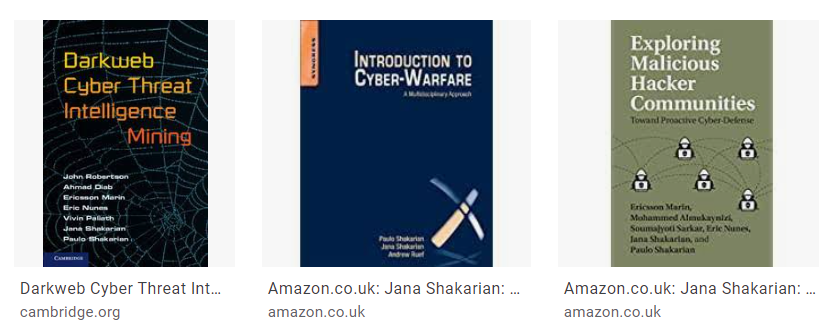 Darkweb
Cyber Threat
Intelligence
Mining
John Robertson
Ahmad Diab
Ericsson Marin
Eric Nunes
Vivin Paliath
Jana Shakarian
Paulo Shakarian
CAMBRIDGE
Darkweb Cyber Threat Int...
cambridge.org
SYNGRESS
INTRODUCTION TO
CYBER-WARFARE
A Multidisciplinary Approach
Paulo Shakarian
Jana Shakarian
Andrew Ruef
Amazon.co.uk: Jana Shakarian: ...
amazon.co.uk
Exploring
Malicious
Hacker
Communities
Toward Proactive Cyber-Defense
Ericsson Marin,
Mohammed Almukaynizi,
Soumajyoti Sarkar, Eric Nunes,
Jana Shakarian, and
Paulo Shakarian
Amazon.co.uk: Jana Shakarian: ...
amazon.co.uk